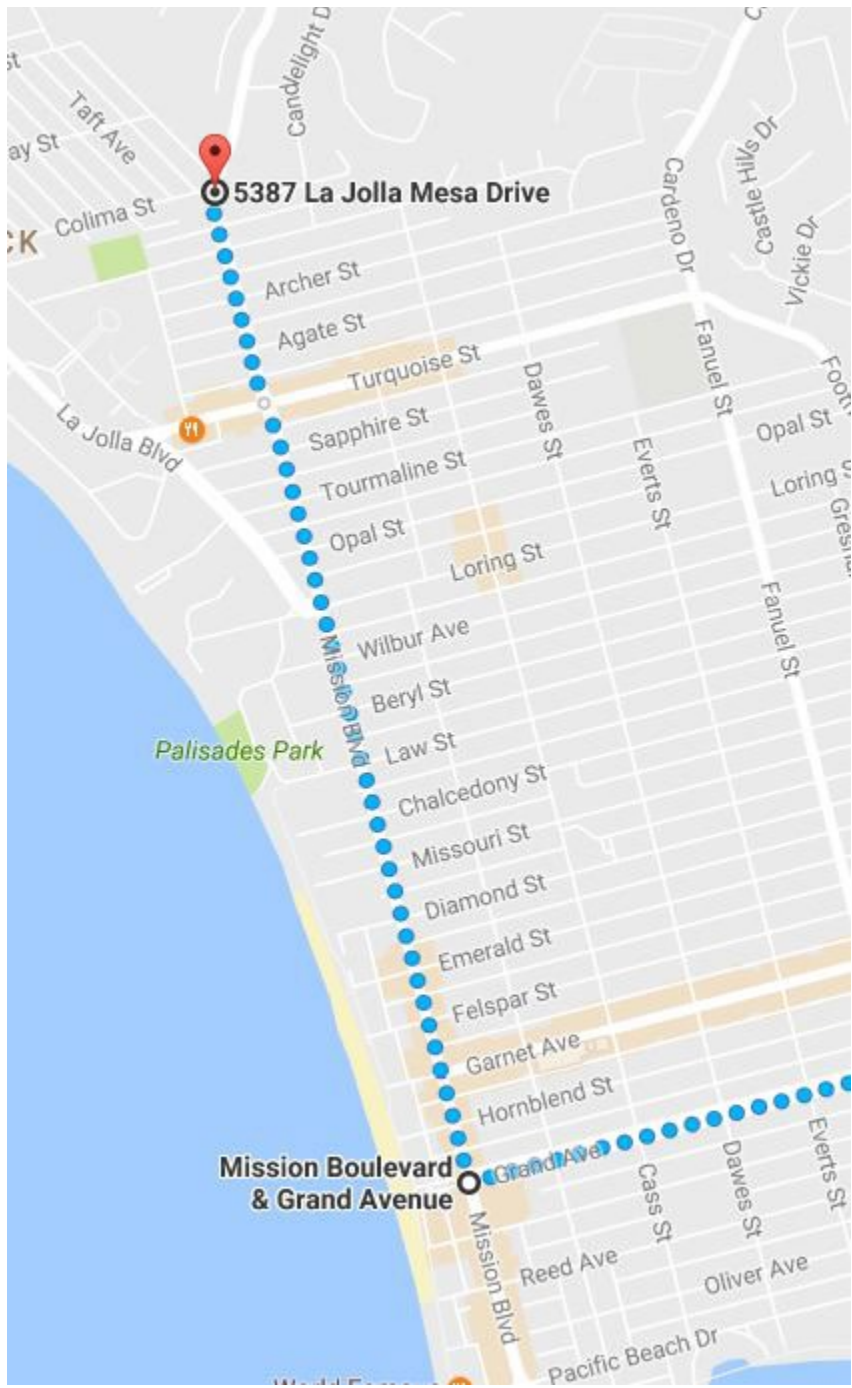 Candlelight D
Taft Ave
ay St
Cardeno Dr
Castle Hills Dr
Vickie Dr
5387 La Jolla Mesa Drive
Colima St
CK
Archer St
Agate St
Turquoise St
Fanuel St
Footh
Dawes St
La Jolla Blvd
Sapphire St
Everts St
Opal St
Tourmaline St
Loring S
Opal St
Gresha
Loring St
Fanuel St
Wilbur Ave
Mission Blvd
Beryl St
Palisades Park
Law St
Chalcedony St
Missouri St
Diamond St
Emerald St
Felspar St
Garnet Ave
Hornblend St
Mission Boulevard
& Grand Avenue
Grand Ave
Everts St
Dawes St
Cass St
Mission Blvd
Reed Ave
Oliver Ave
Pacific Beach Dr